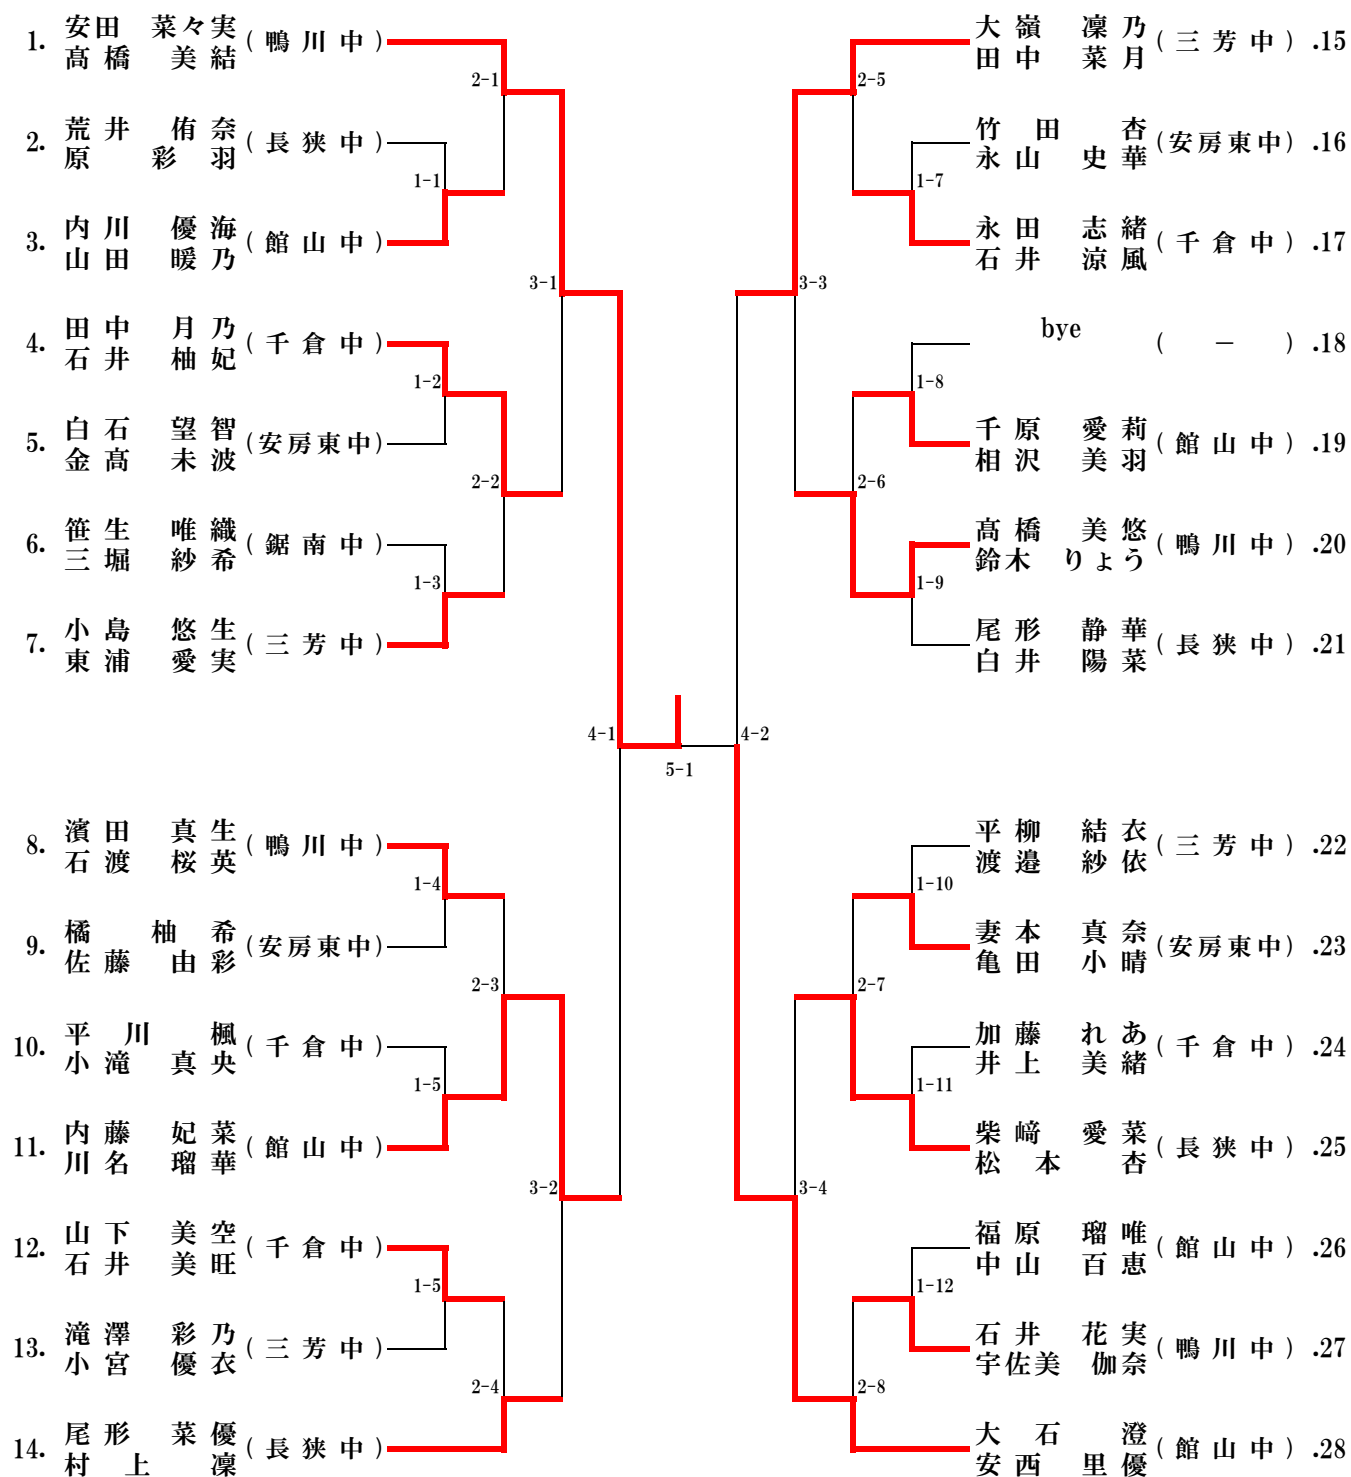 1. 安田 菜々実 (鴨川中)
髙橋 美結
2-1
2. 荒井 侑奈 (長狭中)
原 彩羽
1-1
3. 内川 優海 (館山中)
山田 暖乃
3-1
4. 田中 月乃 (千倉中)
石井 柚妃
1-2
5. 白石 望智 (安房東中)
金髙 未波
2-2
6. 笹生 唯織 (鋸南中)
三堀 紗希
1-3
7. 小島 悠生 (三芳中)
東浦 愛実
4-1
8. 濱田 真生 (鴨川中)
石渡 桜英
1-4
9. 橘 柚希 (安房東中)
佐藤 由彩
2-3
10. 平川 楓 (千倉中)
小滝 真央
1-5
11. 内藤 妃菜 (館山中)
川名 瑠華
3-2
12. 山下 美空 (千倉中)
石井 美旺
1-5
13. 滝澤 彩乃 (三芳中)
小宮 優衣
2-4
14. 尾形 菜優 (長狭中)
村上 凜
5-1
大嶺 凜乃 (三芳中) .15
田中 菜月
2-5
竹田 杏 (安房東中) .16
永山 史華
1-7
永田 志緒 (千倉中) .17
石井 涼風
3-3
bye ( － ) .18
1-8
千原 愛莉 (館山中) .19
相沢 美羽
2-6
髙橋 美悠 (鴨川中) .20
鈴木 りょう
1-9
尾形 静華 (長狭中) .21
白井 陽菜
4-2
平柳 結衣 (三芳中) .22
渡邉 紗依
1-10
妻本 真奈 (安房東中) .23
亀田 小晴
2-7
加藤 れあ (千倉中) .24
井上 美緒
1-11
柴﨑 愛菜 (長狭中) .25
松本 杏
3-4
福原 瑠唯 (館山中) .26
中山 百恵
1-12
石井 花実 (鴨川中) .27
宇佐美 伽奈
2-8
大石 澄 (館山中) .28
安西 里優